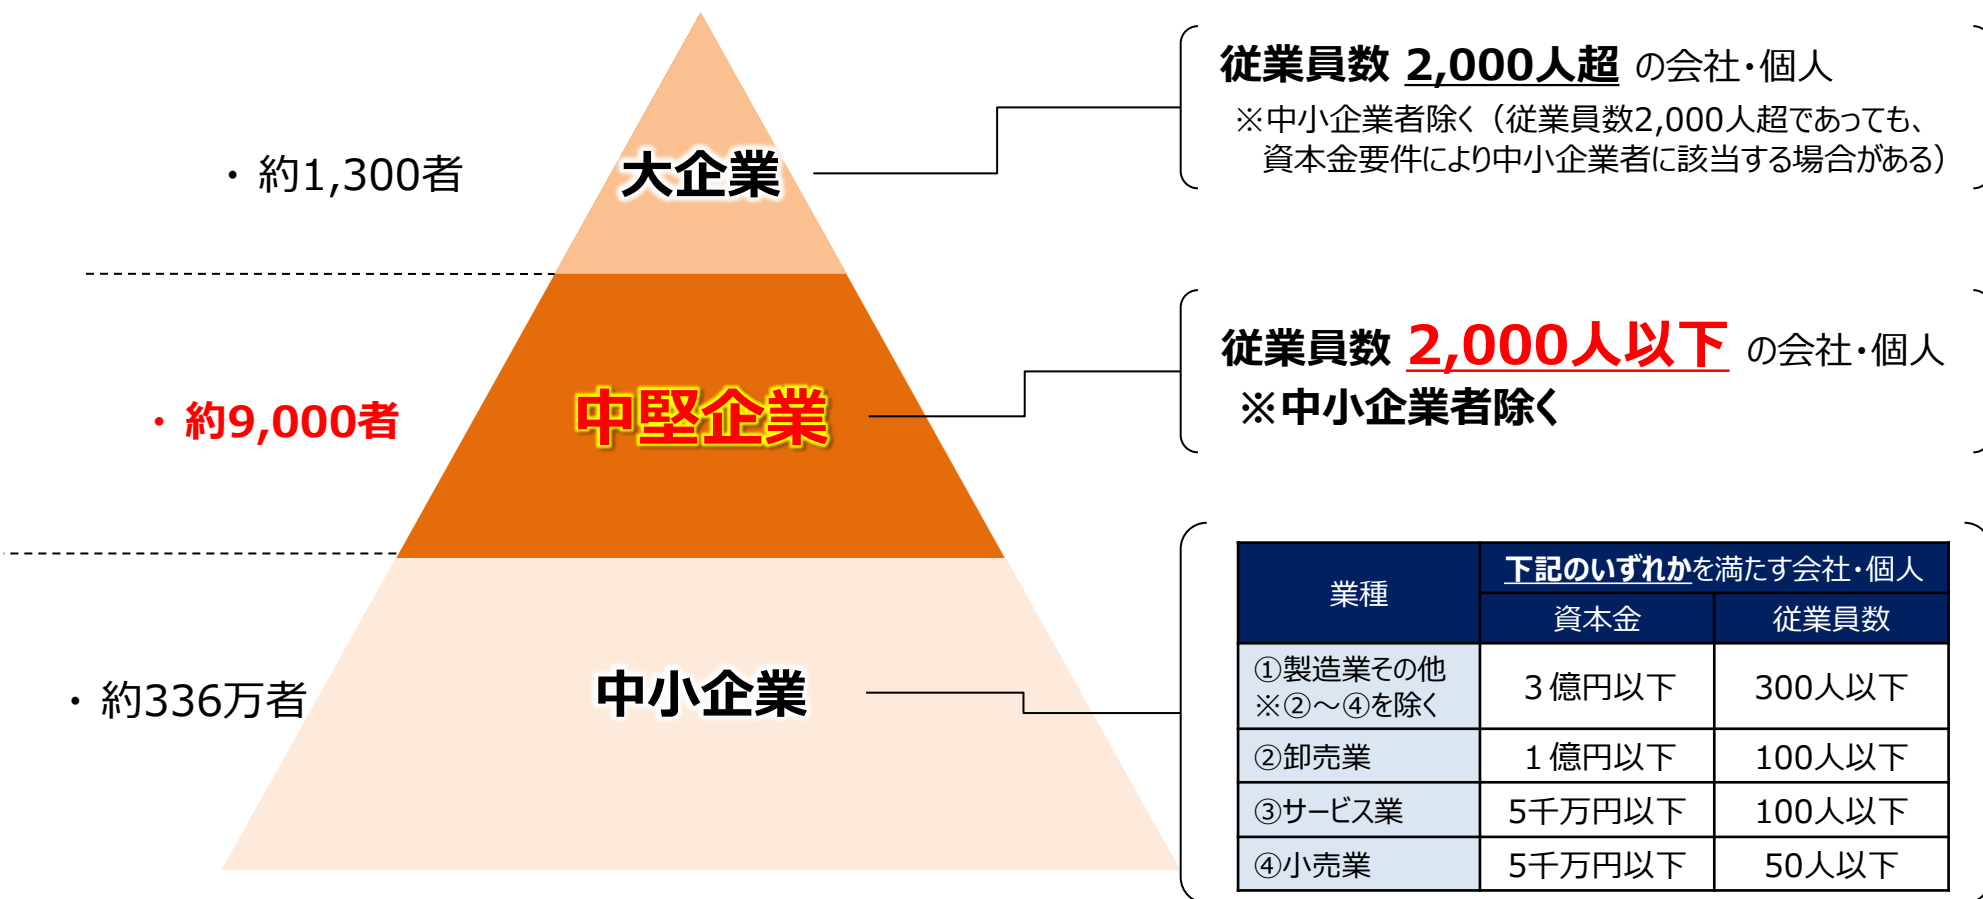 従業員数 2,000人超 の会社・個人
※中小企業者除く（従業員数2,000人超であっても、
資本金要件により中小企業者に該当する場合がある）
・ 約1,300者
大企業
従業員数 2,000人以下 の会社・個人
※中小企業者除く
・ 約9,000者
中堅企業
・ 約336万者
中小企業
業種
下記のいずれかを満たす会社・個人
資本金 従業員数
①製造業その他
※②～④を除く
３億円以下 300人以下
②卸売業 １億円以下 100人以下
③サービス業 5千万円以下 100人以下
④小売業 5千万円以下 50人以下